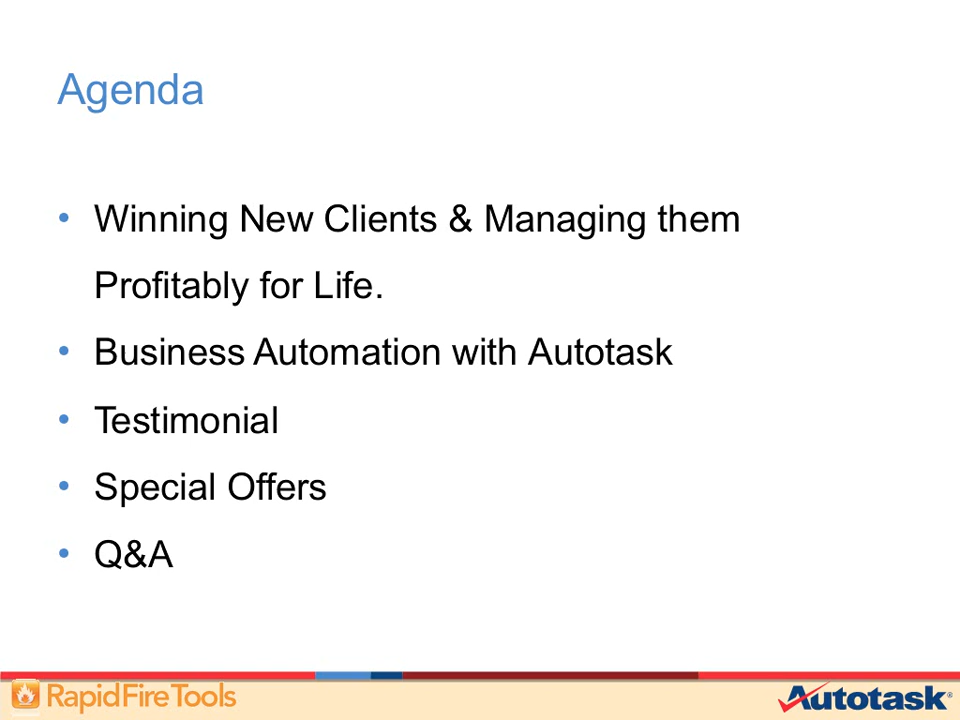 Agenda
• Winning New Clients & Managing them
Profitably for Life.
• Business Automation with Autotask
• Testimonial
• Special Offers
• Q&A
RapidFireTools Autotask®